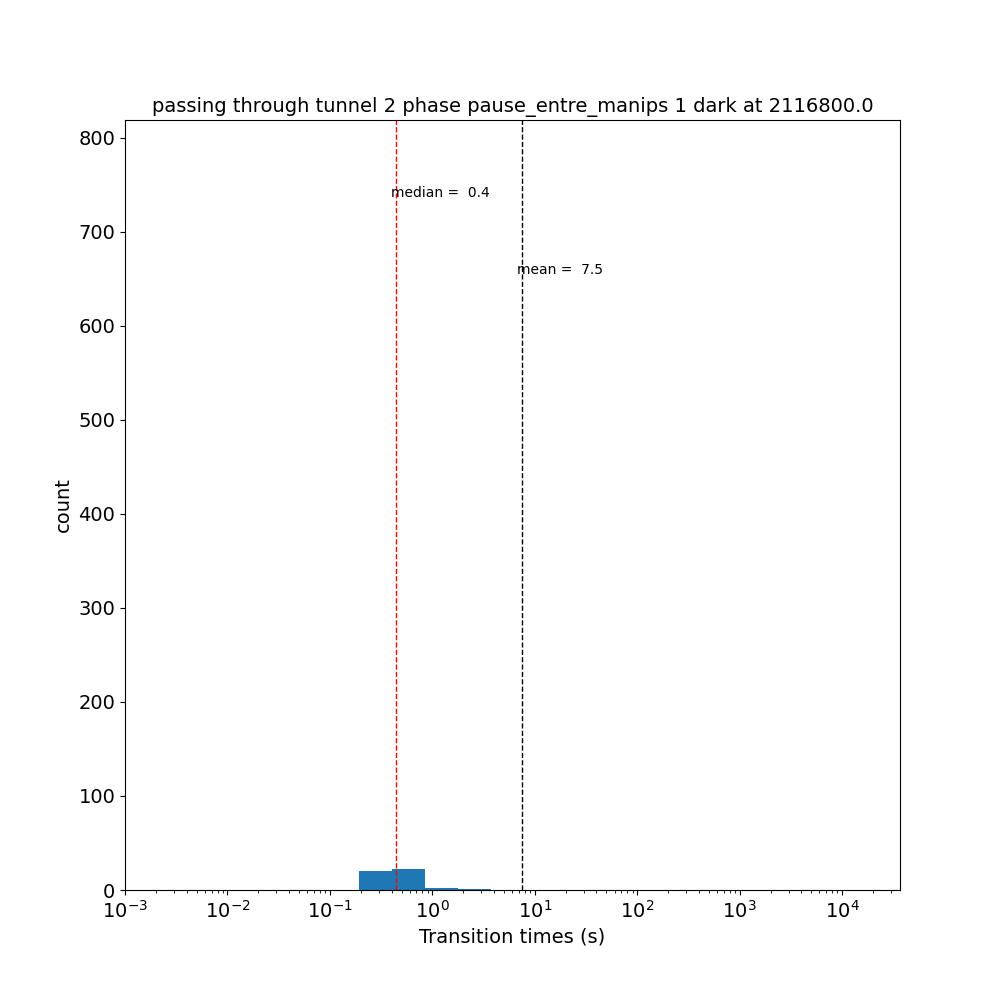 passing through tunnel 2 phase pause_entre_manips 1 dark at 2116800.0
800
median =  0.4
700
mean =  7.5
600
500
count
400
300
200
100
0
10⁻³ 10⁻² 10⁻¹ 10⁰ 10¹ 10² 10³ 10⁴
Transition times (s)